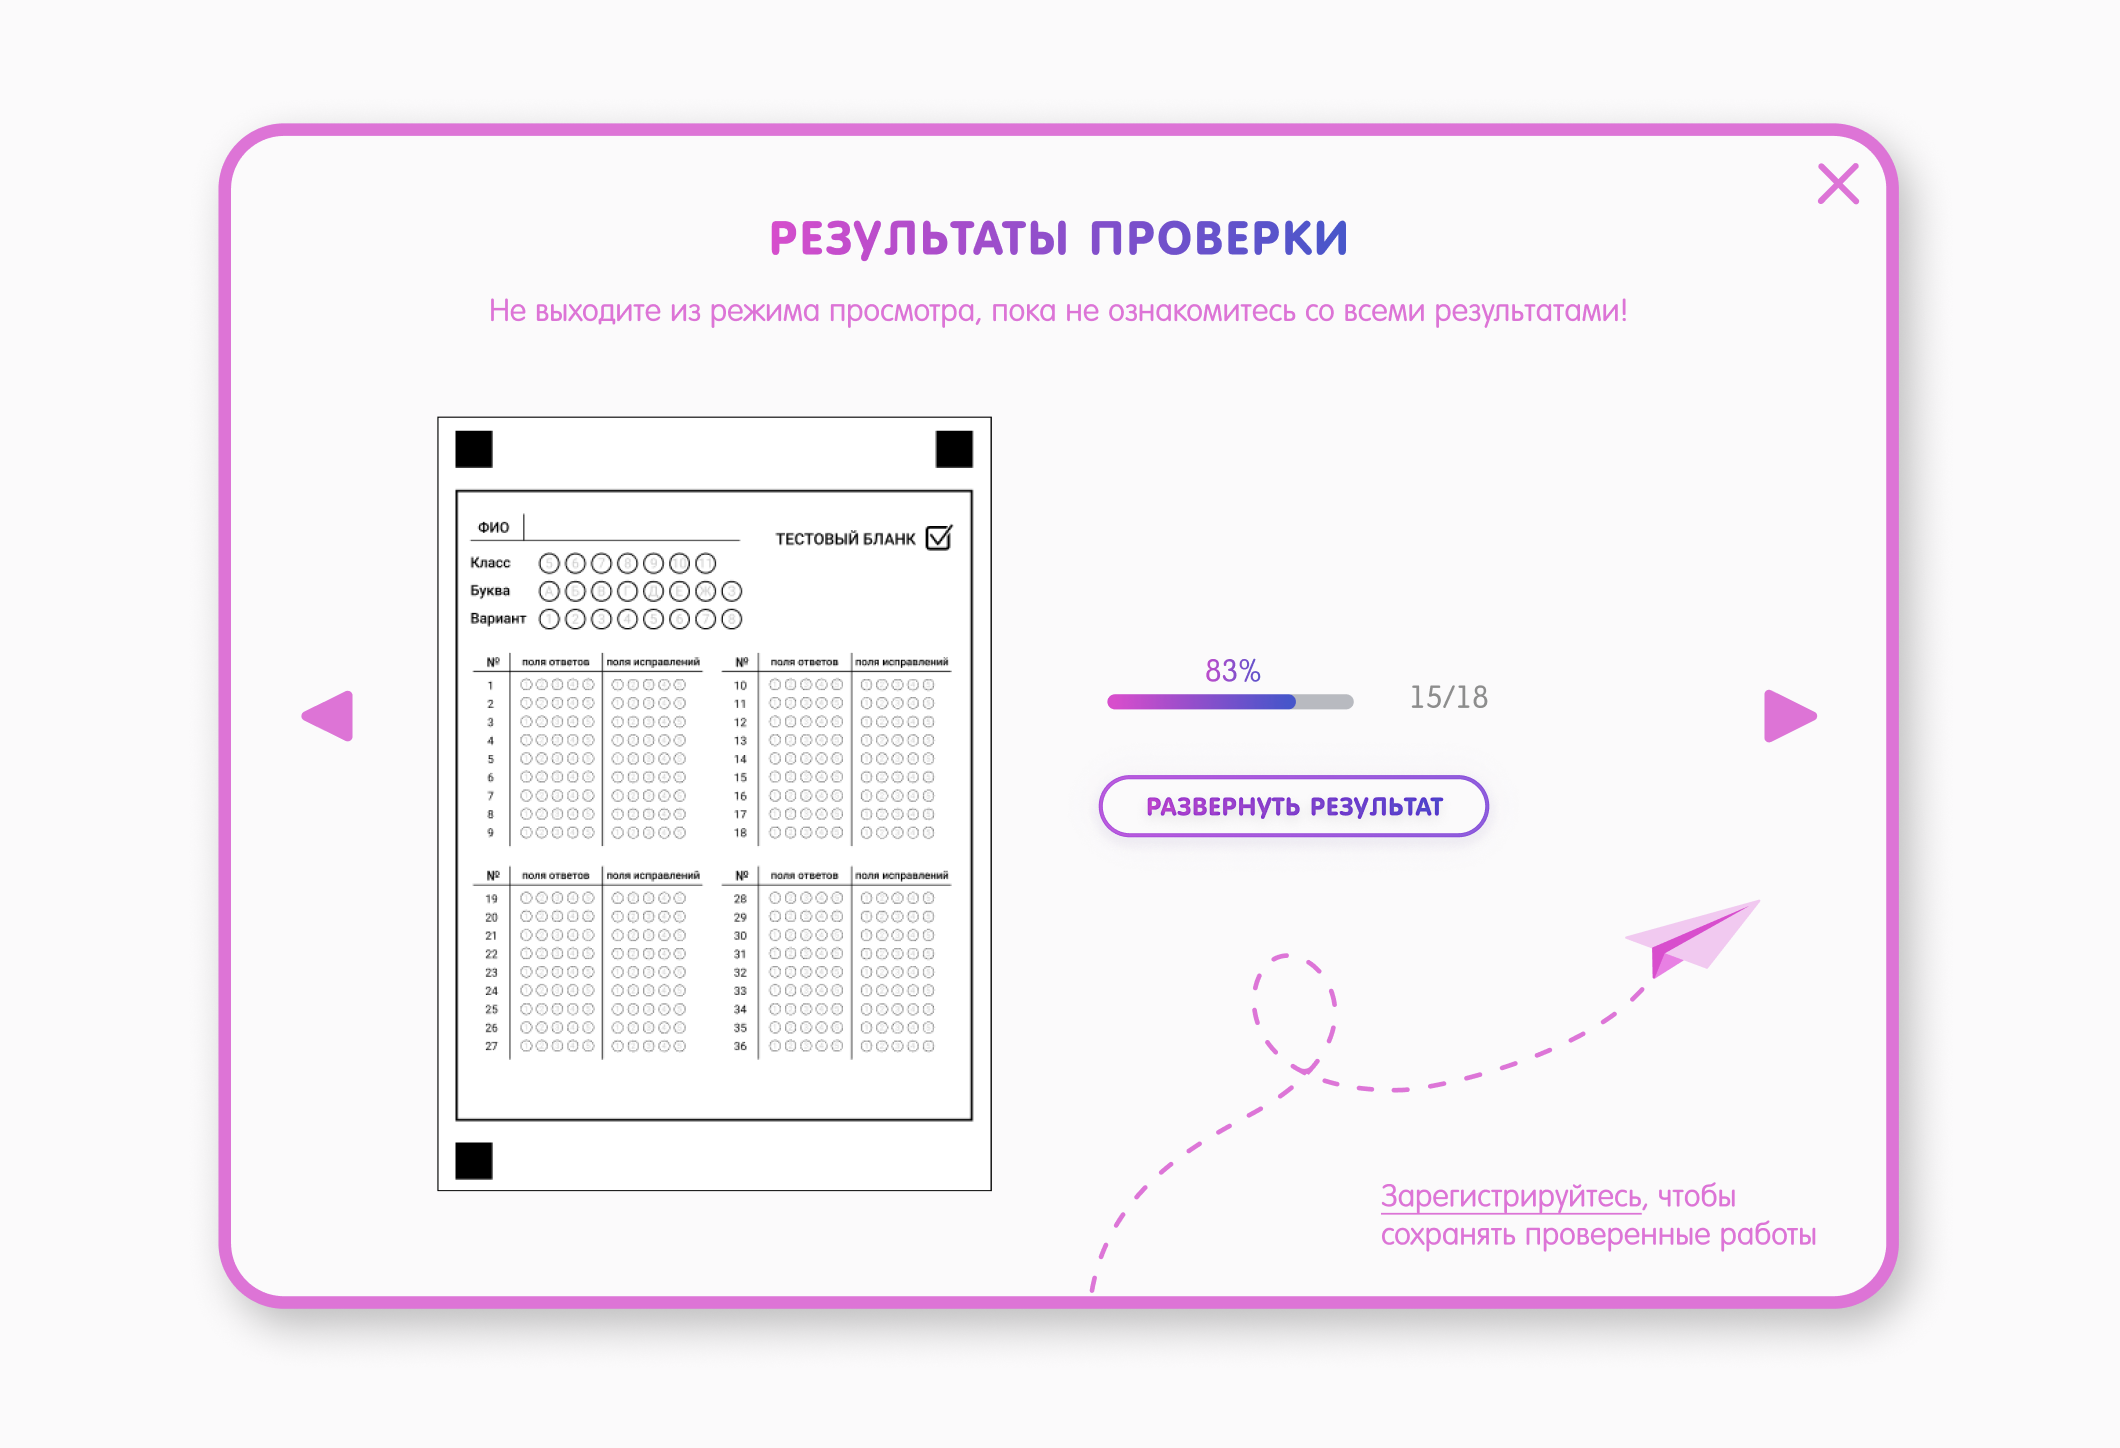 РЕЗУЛЬТАТЫ ПРОВЕРКИ
Не выходите из режима просмотра, пока не ознакомитесь со всеми результатами!
ФИО
ТЕСТОВЫЙ БЛАНК
Класс 5 6 7 8 9 10 11
Буква А Б В Г Д Е Ж З
Вариант 1 2 3 4 5 6 7 8
№ поля ответов поля исправлений № поля ответов поля исправлений
1 10
2 11
3 12
4 13
5 14
6 15
7 16
8 17
9 18
№ поля ответов поля исправлений № поля ответов поля исправлений
19 28
20 29
21 30
22 31
23 32
24 33
25 34
26 35
27 36
83%
15/18
РАЗВЕРНУТЬ РЕЗУЛЬТАТ
Зарегистрируйтесь, чтобы
сохранять проверенные работы